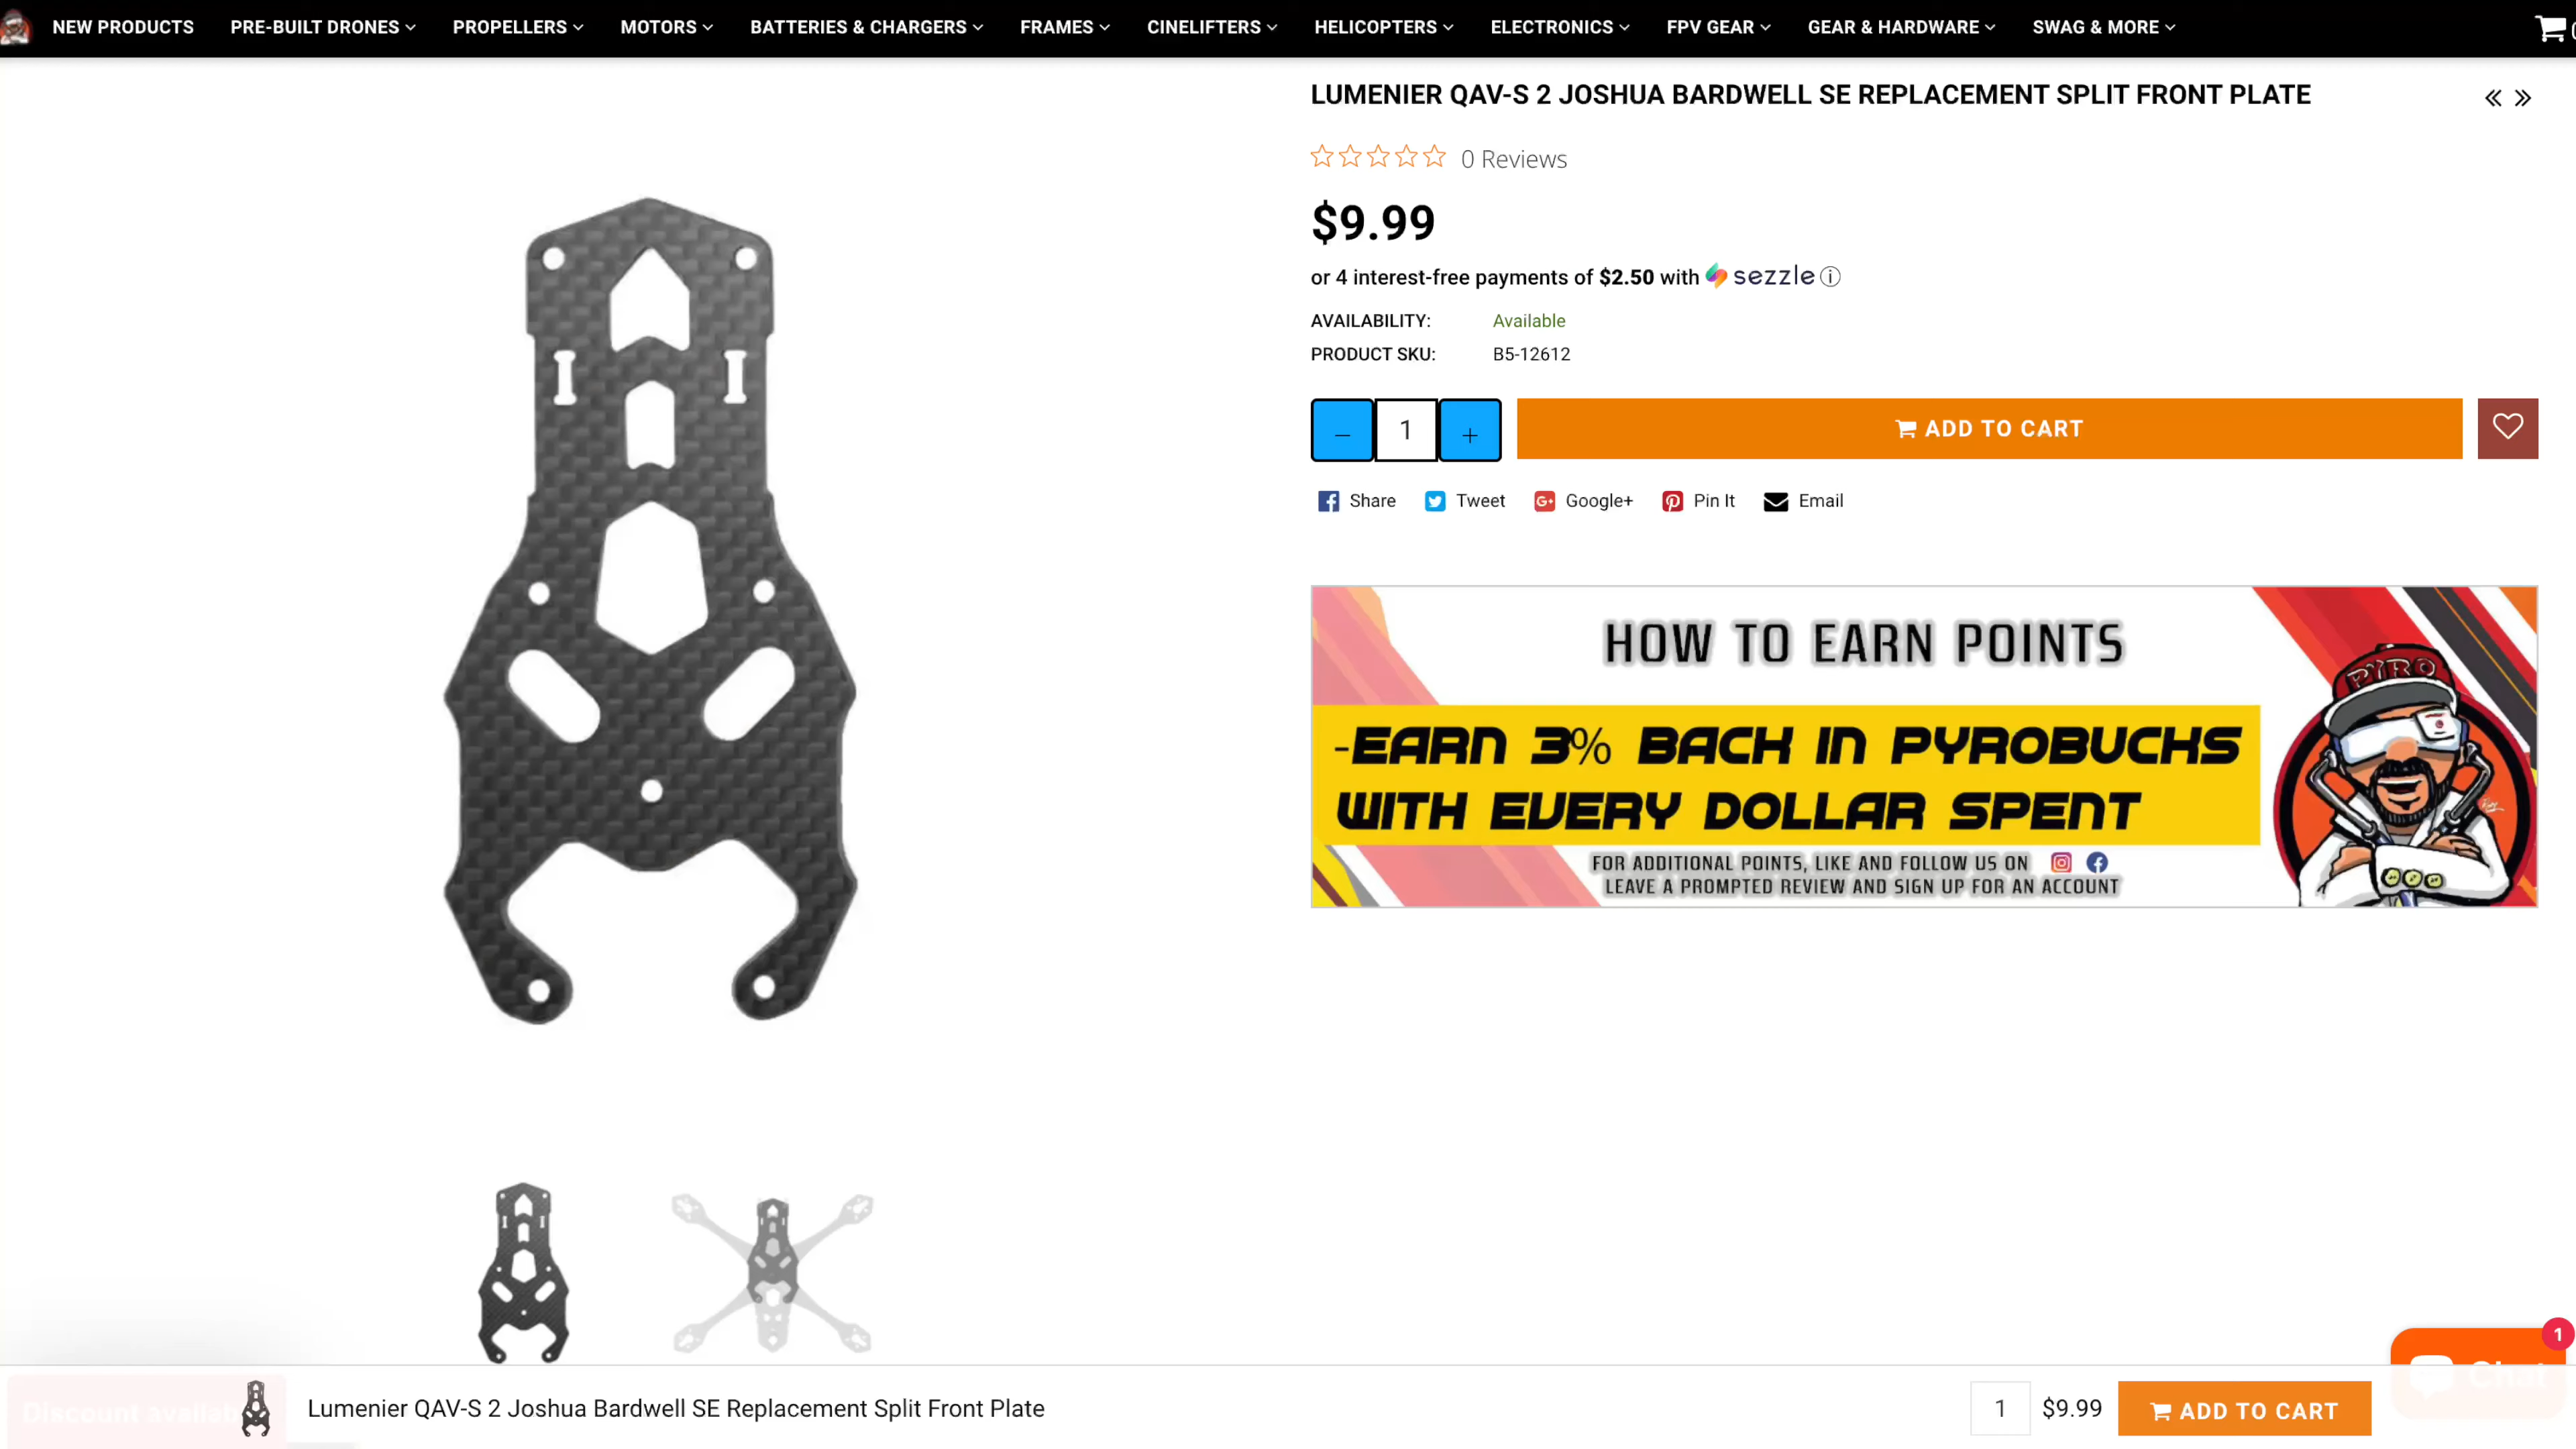 NEW PRODUCTS PRE-BUILT DRONES PROPELLERS MOTORS BATTERIES & CHARGERS FRAMES CINELIFTERS HELICOPTERS ELECTRONICS FPV GEAR GEAR & HARDWARE SWAG & MORE
LUMENIER QAV-S 2 JOSHUA BARDWELL SE REPLACEMENT SPLIT FRONT PLATE
0 Reviews
$9.99
or 4 interest-free payments of $2.50 with sezzle
AVAILABILITY: Available
PRODUCT SKU: B5-12612
– 1 + ADD TO CART
Share Tweet Google+ Pin It Email
HOW TO EARN POINTS
PYRO
-EARN 3% BACK IN PYROBUCKS
WITH EVERY DOLLAR SPENT
FOR ADDITIONAL POINTS, LIKE AND FOLLOW US ON
LEAVE A PROMPTED REVIEW AND SIGN UP FOR AN ACCOUNT
1
Chat
Discount
Lumenier QAV-S 2 Joshua Bardwell SE Replacement Split Front Plate 1 $9.99 ADD TO CART